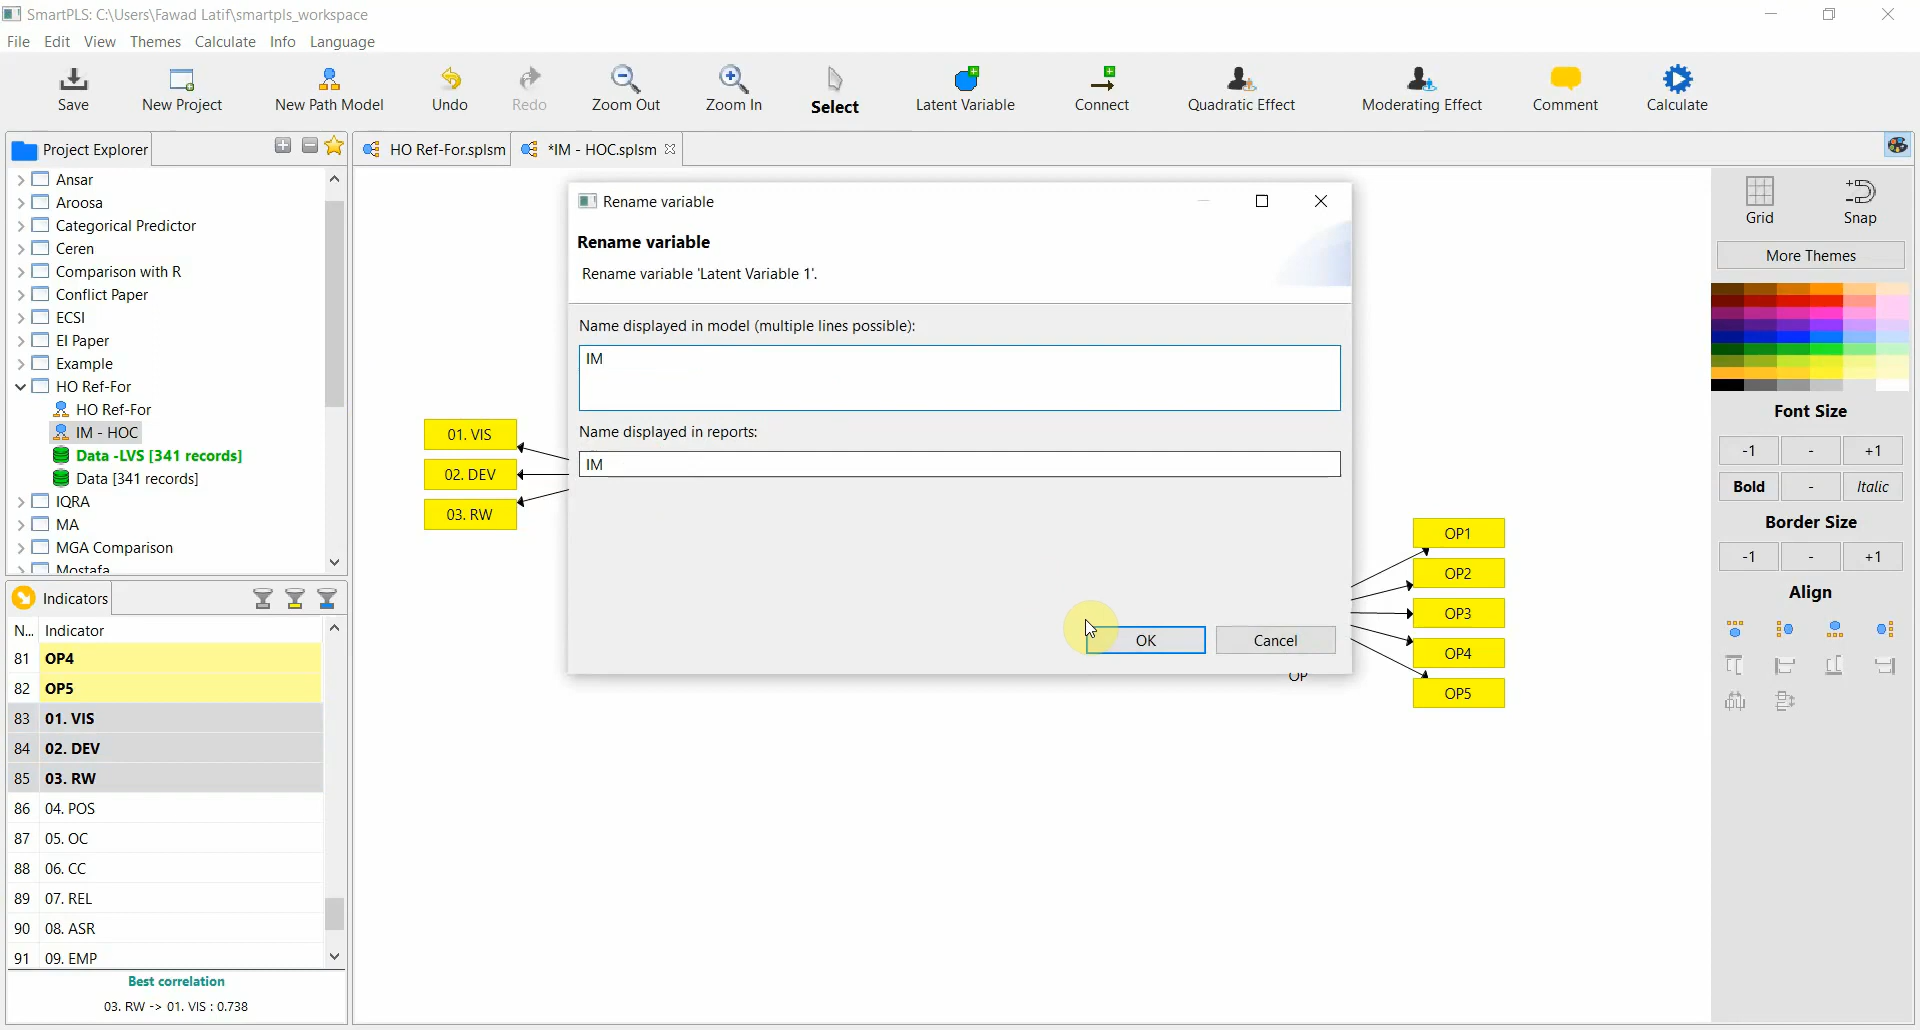 SmartPLS: C:\Users\Fawad Latif\smartpls_workspace
File Edit View Themes Calculate Info Language
Save New Project New Path Model Undo Redo Zoom Out Zoom In Select Latent Variable Connect Quadratic Effect Moderating Effect Comment Calculate
Project Explorer
HO Ref-For.splsm *IM - HOC.splsm
Ansar
Aroosa
Categorical Predictor
Ceren
Comparison with R
Conflict Paper
ECSI
EI Paper
Example
HO Ref-For
HO Ref-For
IM - HOC
Data -LVS [341 records]
Data [341 records]
IQRA
MA
MGA Comparison
Mostafa
Indicators
N... Indicator
81 OP4
82 OP5
83 01. VIS
84 02. DEV
85 03. RW
86 04. POS
87 05. OC
88 06. CC
89 07. REL
90 08. ASR
91 09. EMP
Best correlation
03. RW -> 01. VIS : 0.738
01. VIS
02. DEV
03. RW
Rename variable
Rename variable
Rename variable 'Latent Variable 1'.
Name displayed in model (multiple lines possible):
IM
Name displayed in reports:
IM
OK Cancel
OP
OP1
OP2
OP3
OP4
OP5
Grid Snap
More Themes
Font Size
-1 - +1
Bold - Italic
Border Size
-1 - +1
Align